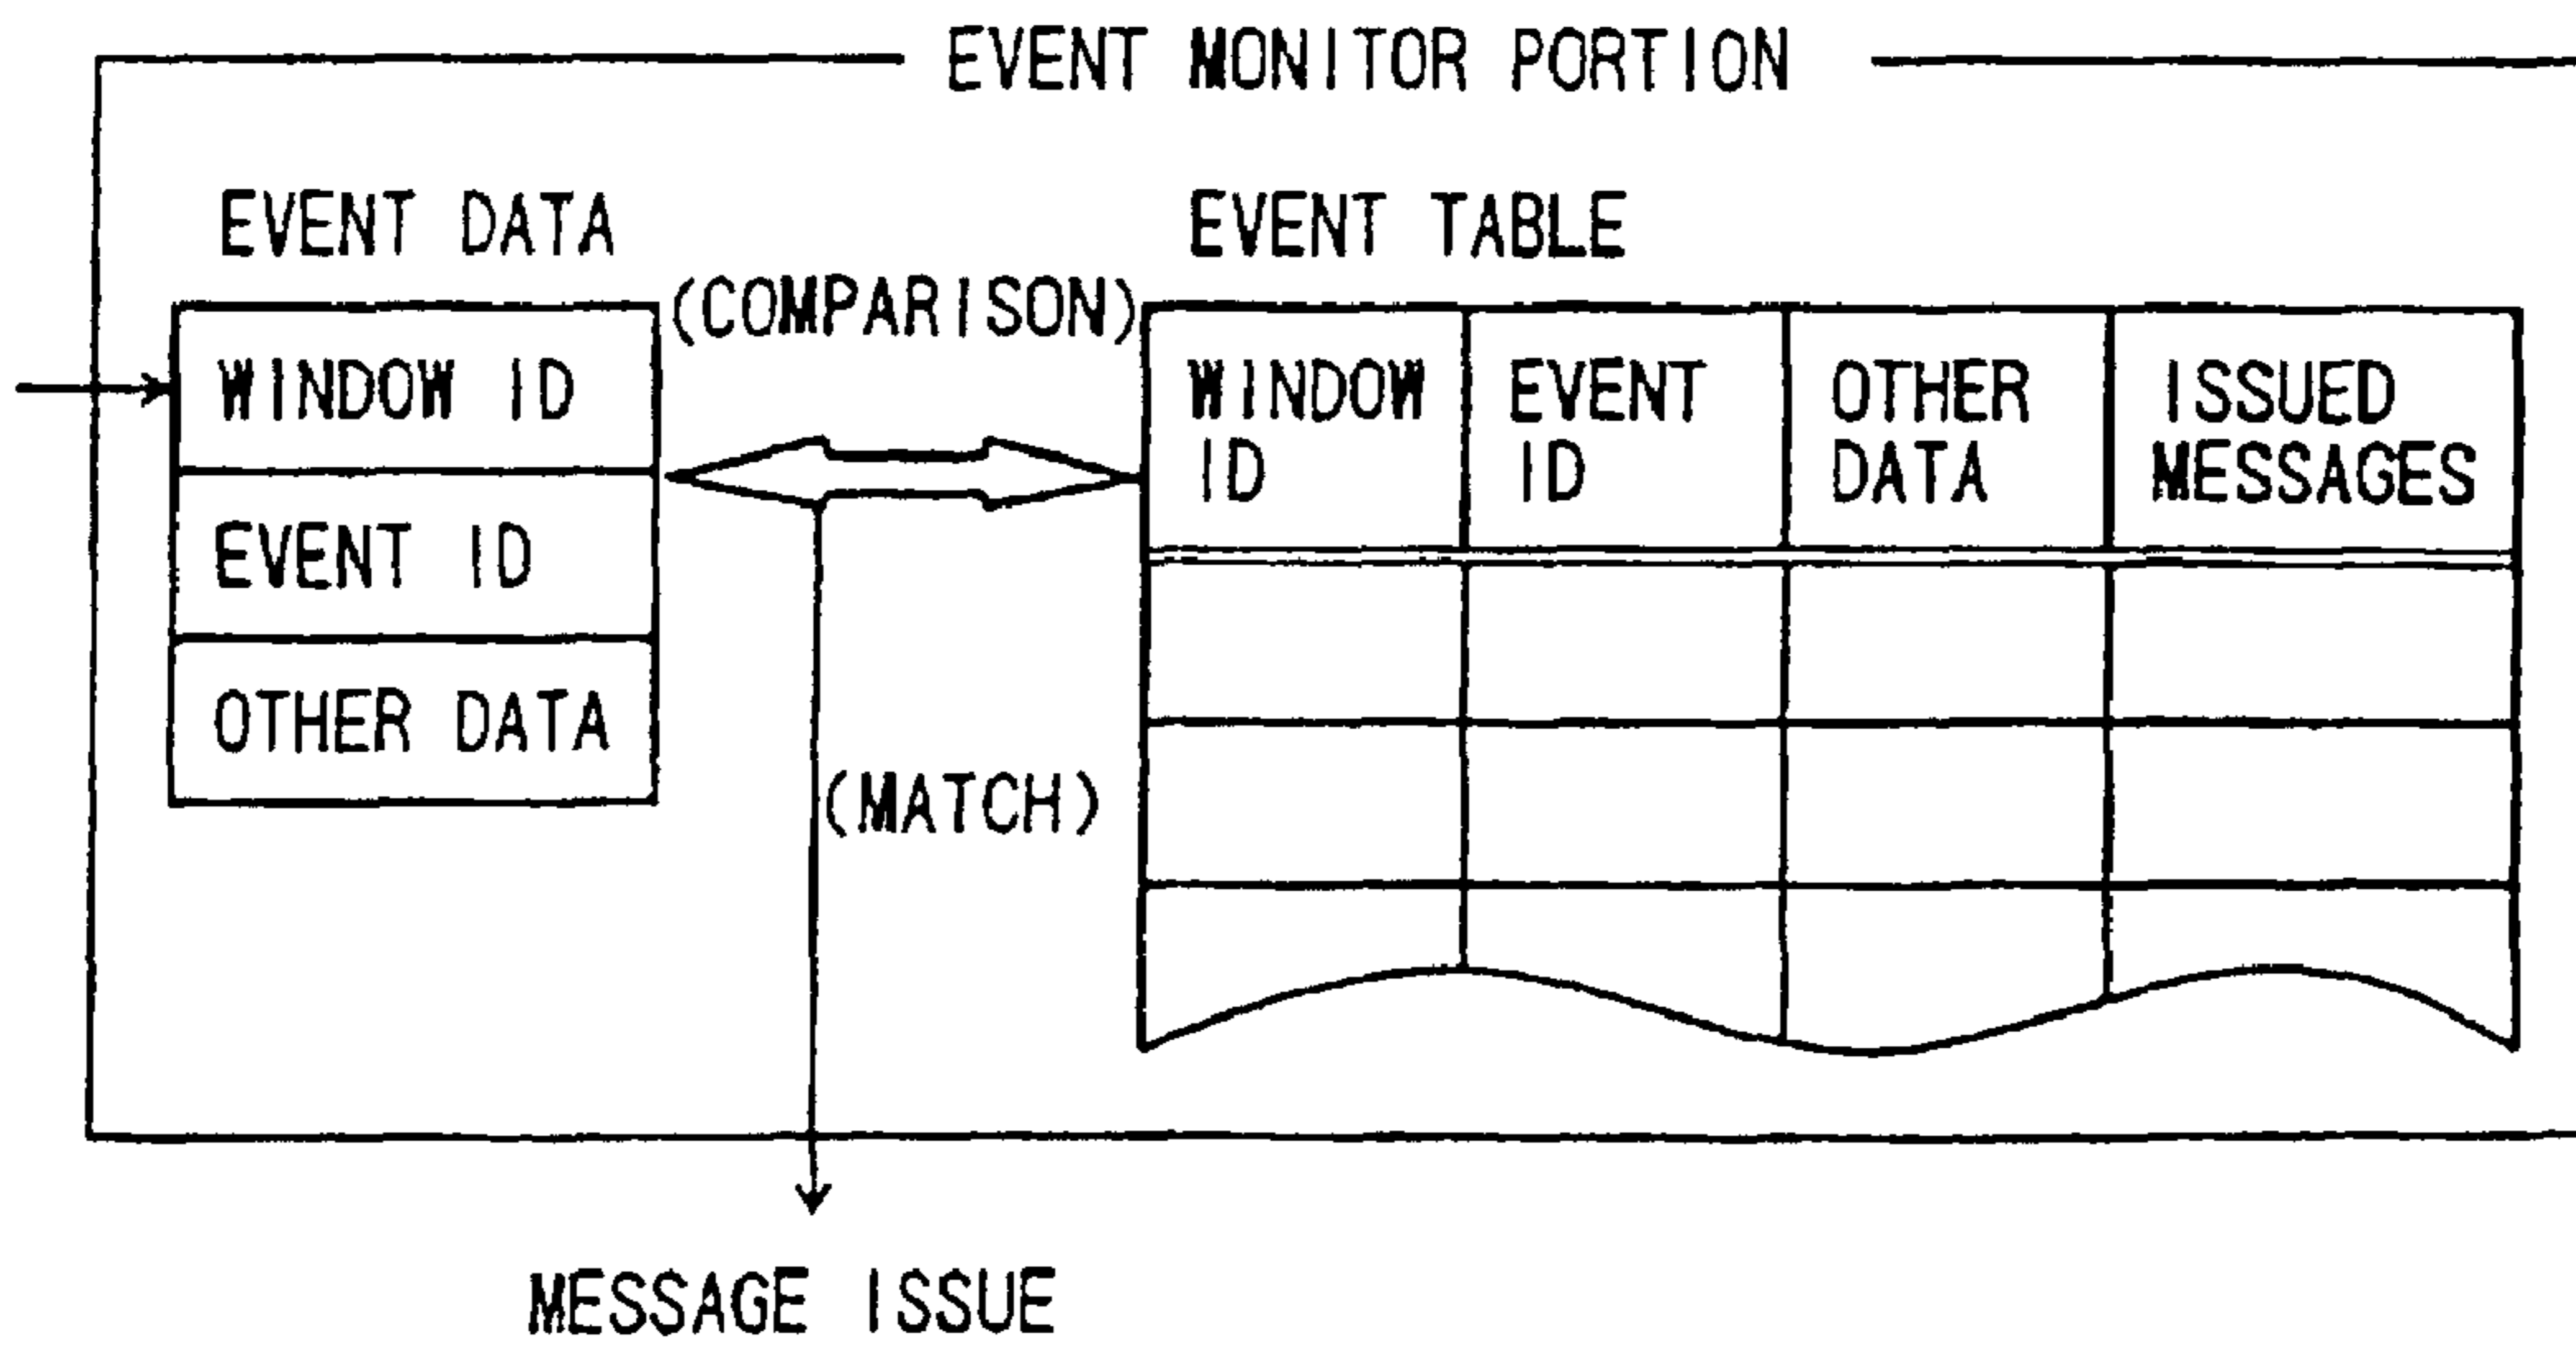 EVENT MONITOR PORTION
EVENT DATA
WINDOW ID
EVENT ID
OTHER DATA
(COMPARISON)
(MATCH)
EVENT TABLE
WINDOW
ID
EVENT
ID
OTHER
DATA
ISSUED
MESSAGES
MESSAGE ISSUE